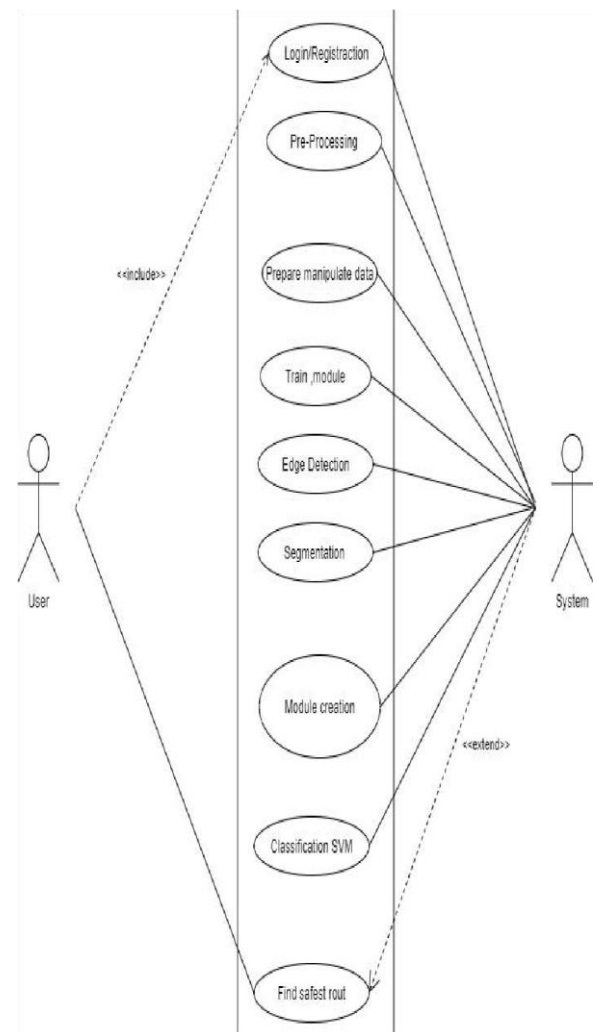 Login/Registraction
Pre-Processing
<<include>>
Prepare manipulate data
Train ,module
Edge Detection
Segmentation
User
System
Module creation
<<extend>>
Classification SVM
Find safest rout